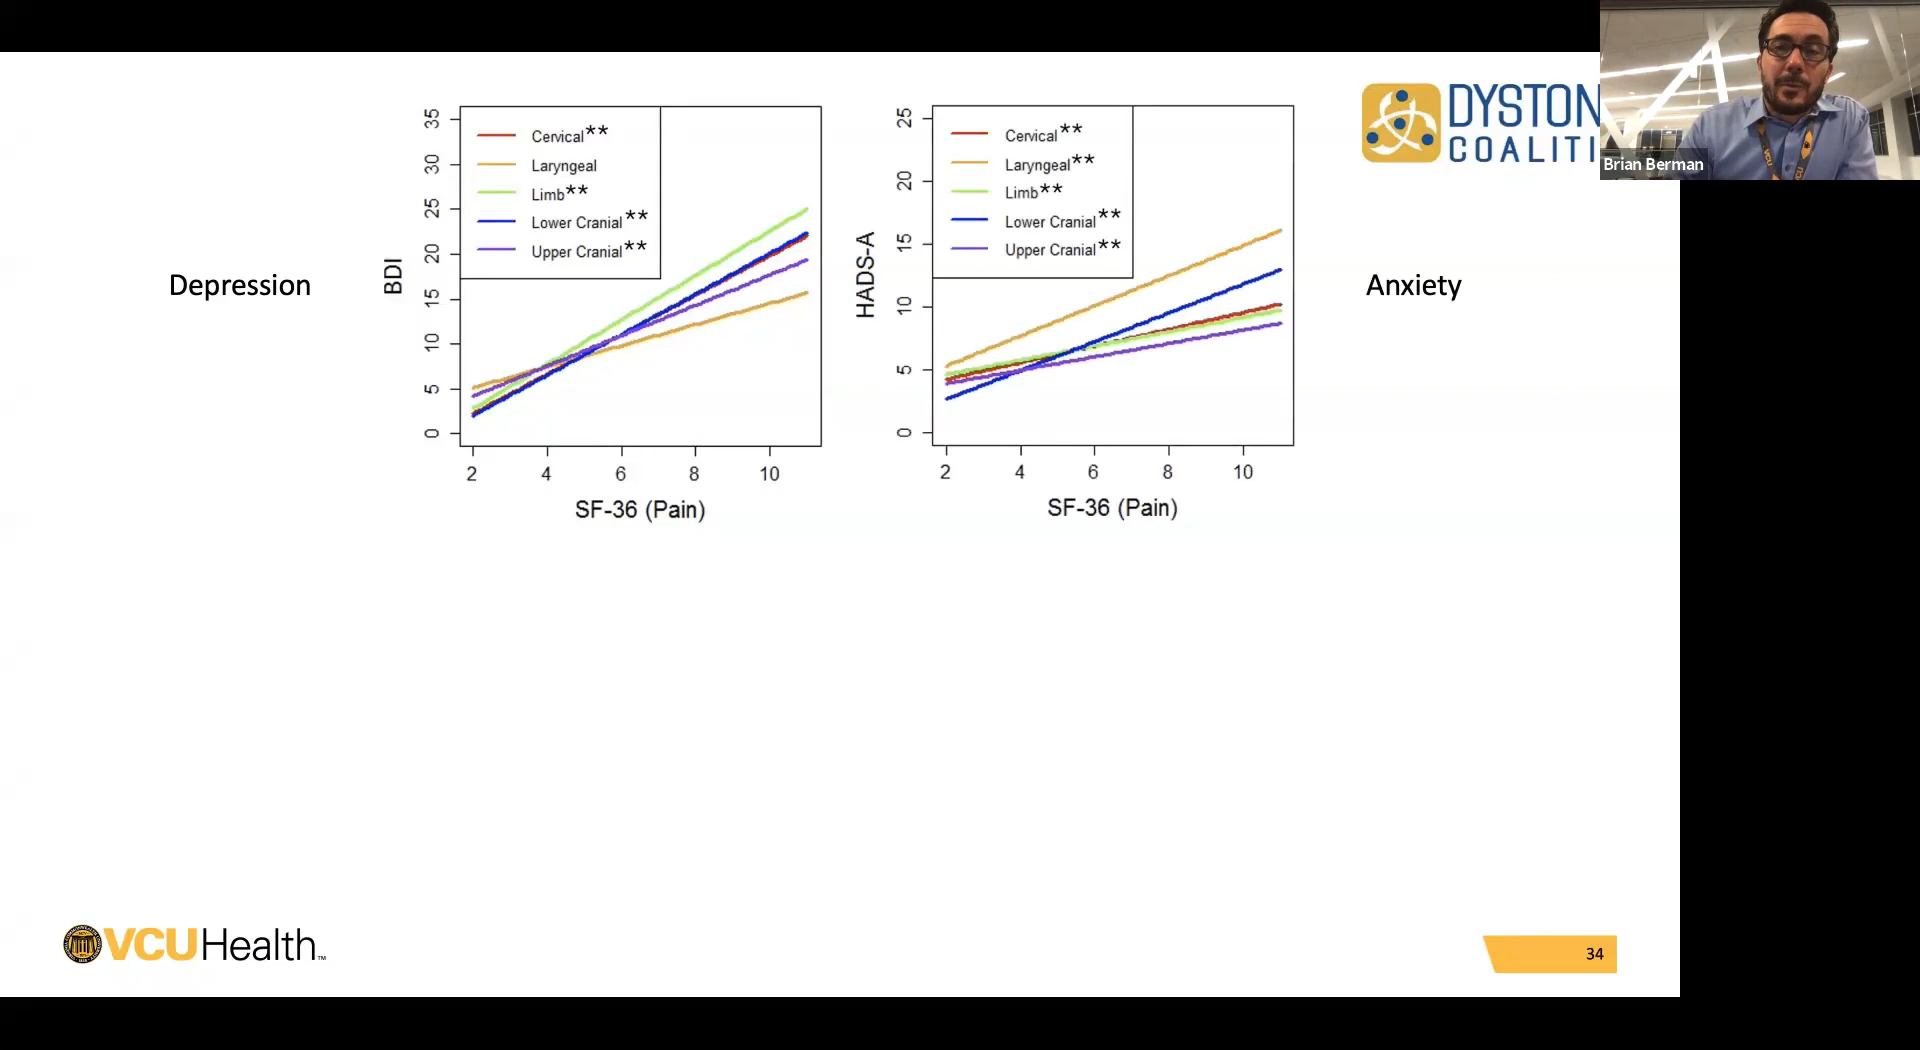 Depression
35
30
25
20
15
10
5
0
BDI
Cervical**
Laryngeal
Limb**
Lower Cranial**
Upper Cranial**
2 4 6 8 10
SF-36 (Pain)
25
20
15
10
5
0
HADS-A
Cervical**
Laryngeal**
Limb**
Lower Cranial**
Upper Cranial**
2 4 6 8 10
SF-36 (Pain)
Anxiety
DYSTON
COALITI
Brian Berman
VCU Health™
34